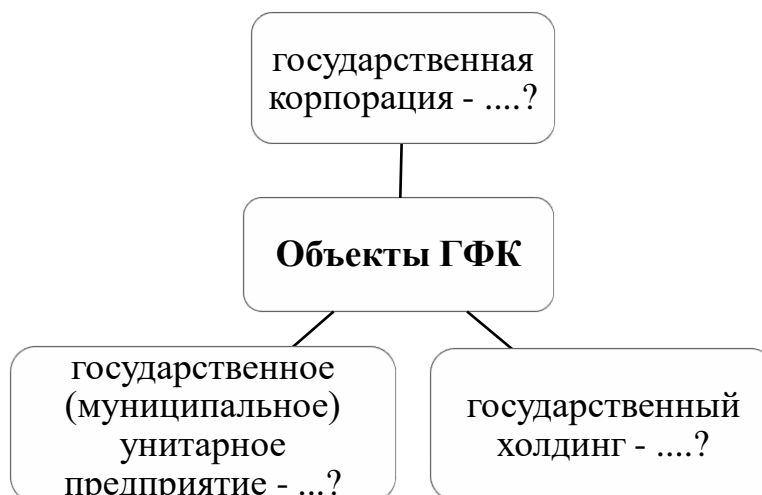 государственная
корпорация - ....?
Объекты ГФК
государственное
(муниципальное)
унитарное
предприятие - ...?
государственный
холдинг - ....?